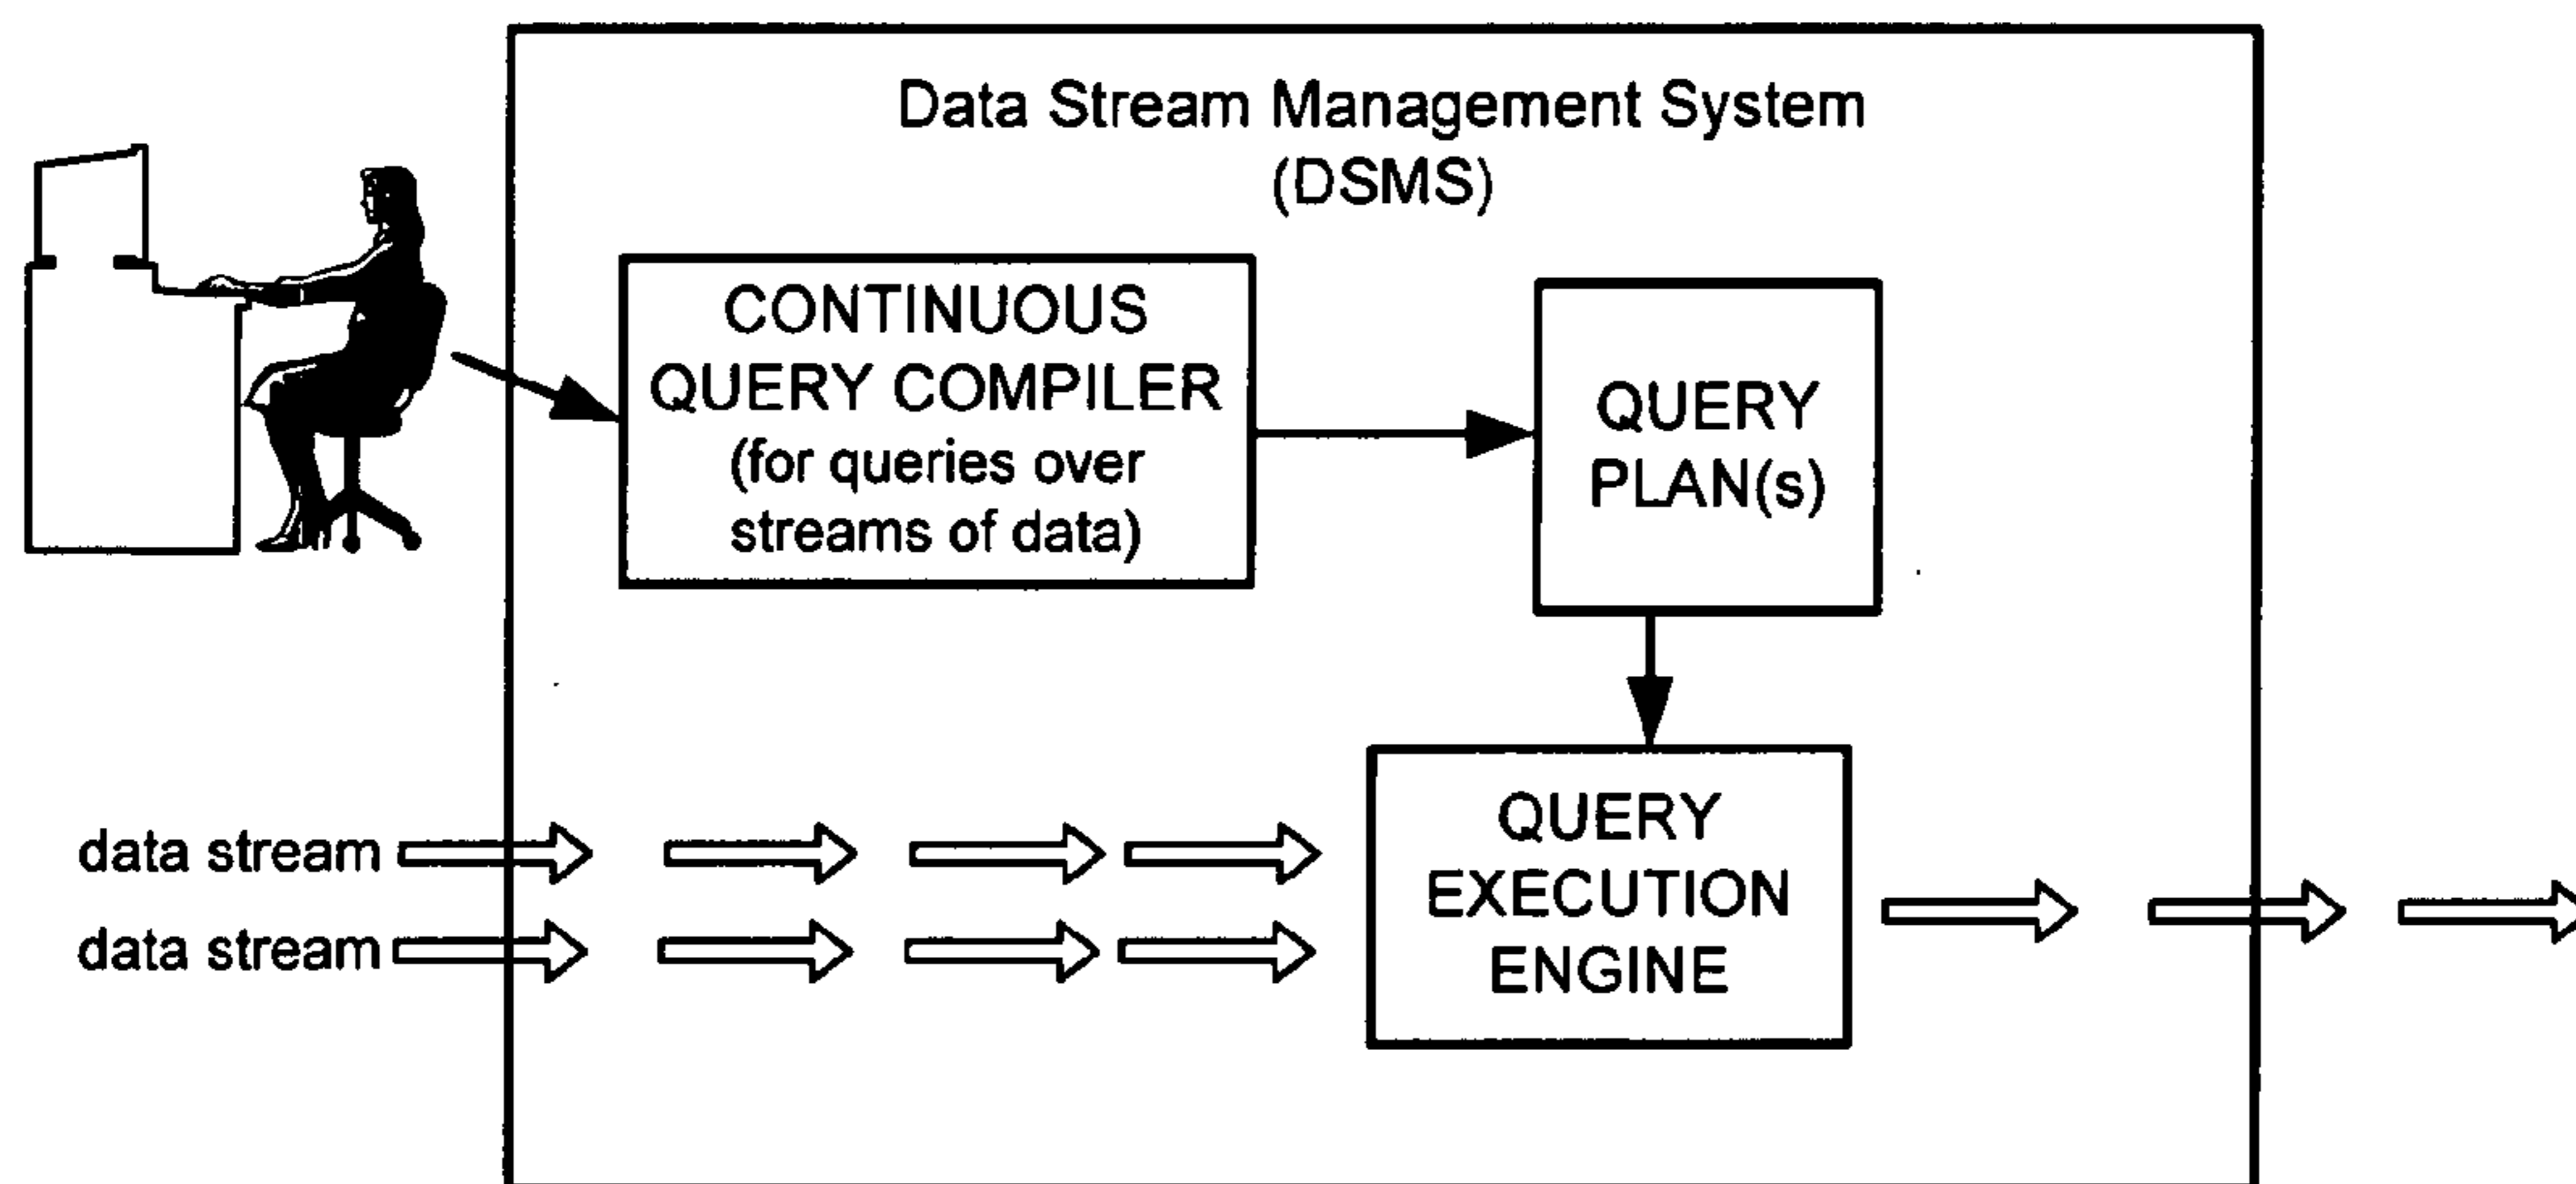 Data Stream Management System
(DSMS)
CONTINUOUS
QUERY COMPILER
(for queries over
streams of data)
QUERY
PLAN(s)
data stream
data stream
QUERY
EXECUTION
ENGINE